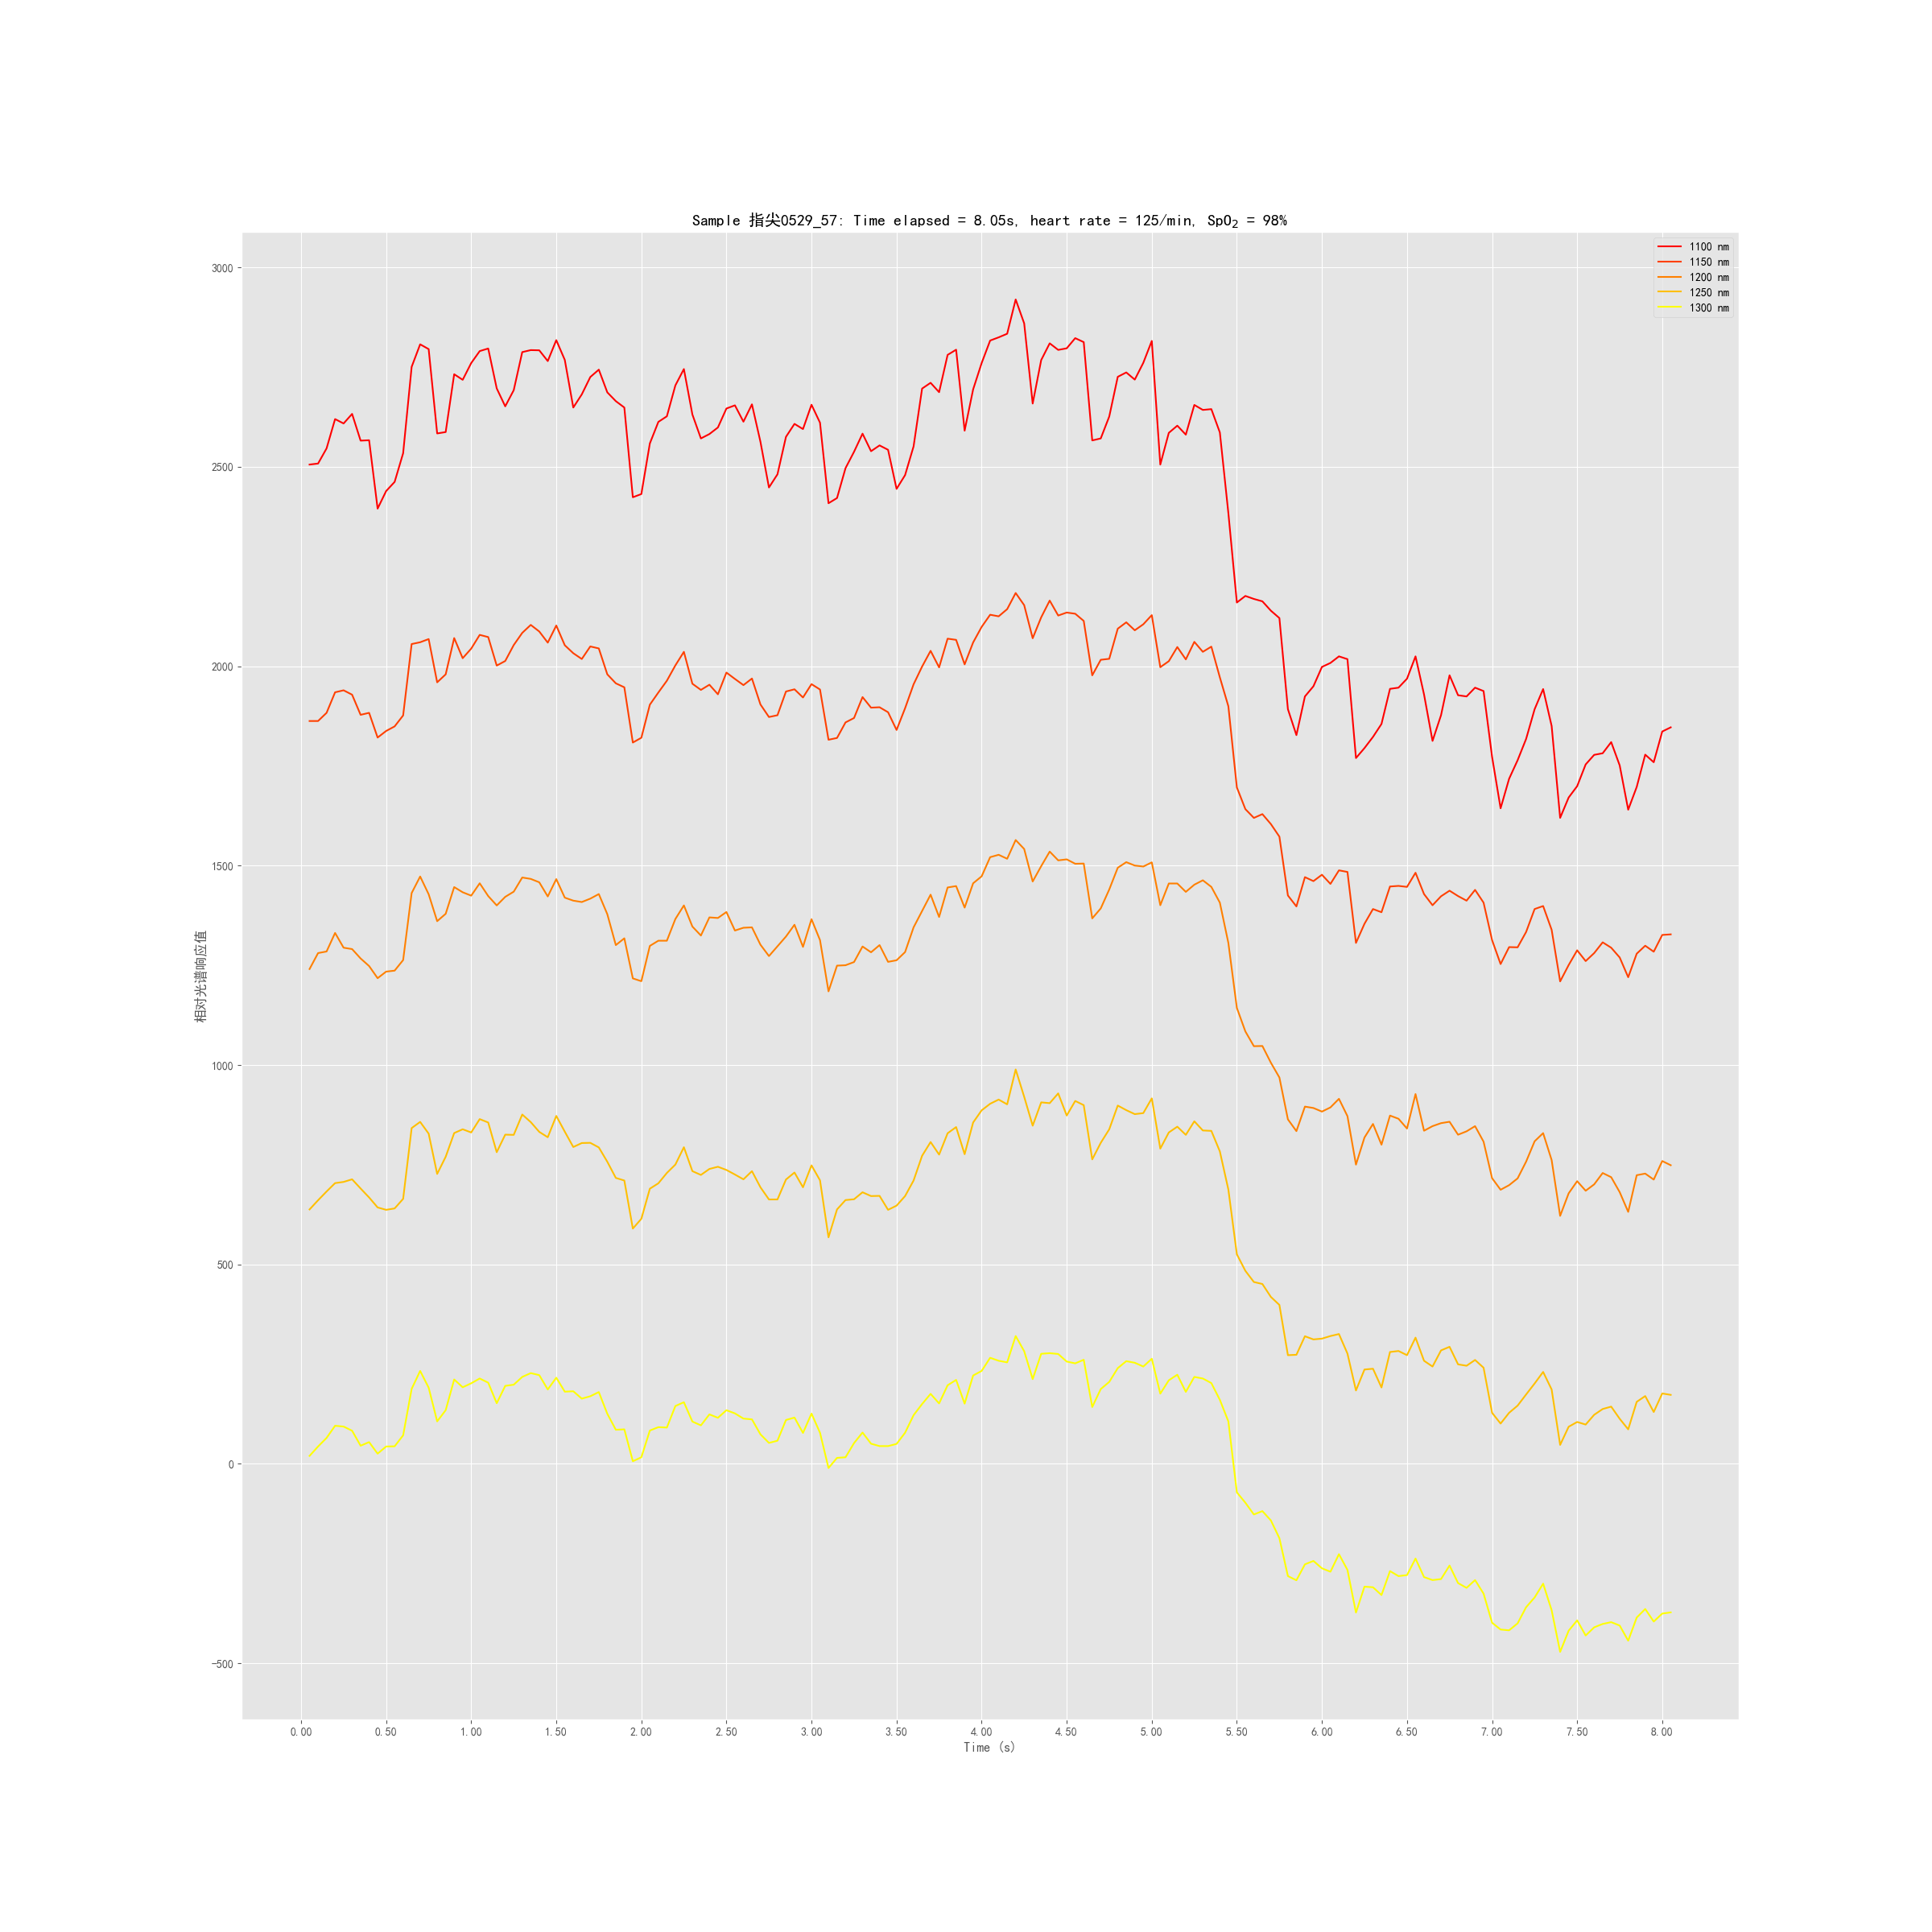 Sample 指尖0529_57: Time elapsed = 8.05s, heart rate = 125/min, SpO₂ = 98%
1100 nm
1150 nm
1200 nm
1250 nm
1300 nm
相对光谱响应值
3000
2500
2000
1500
1000
500
0
−500
0.00 0.50 1.00 1.50 2.00 2.50 3.00 3.50 4.00 4.50 5.00 5.50 6.00 6.50 7.00 7.50 8.00
Time (s)